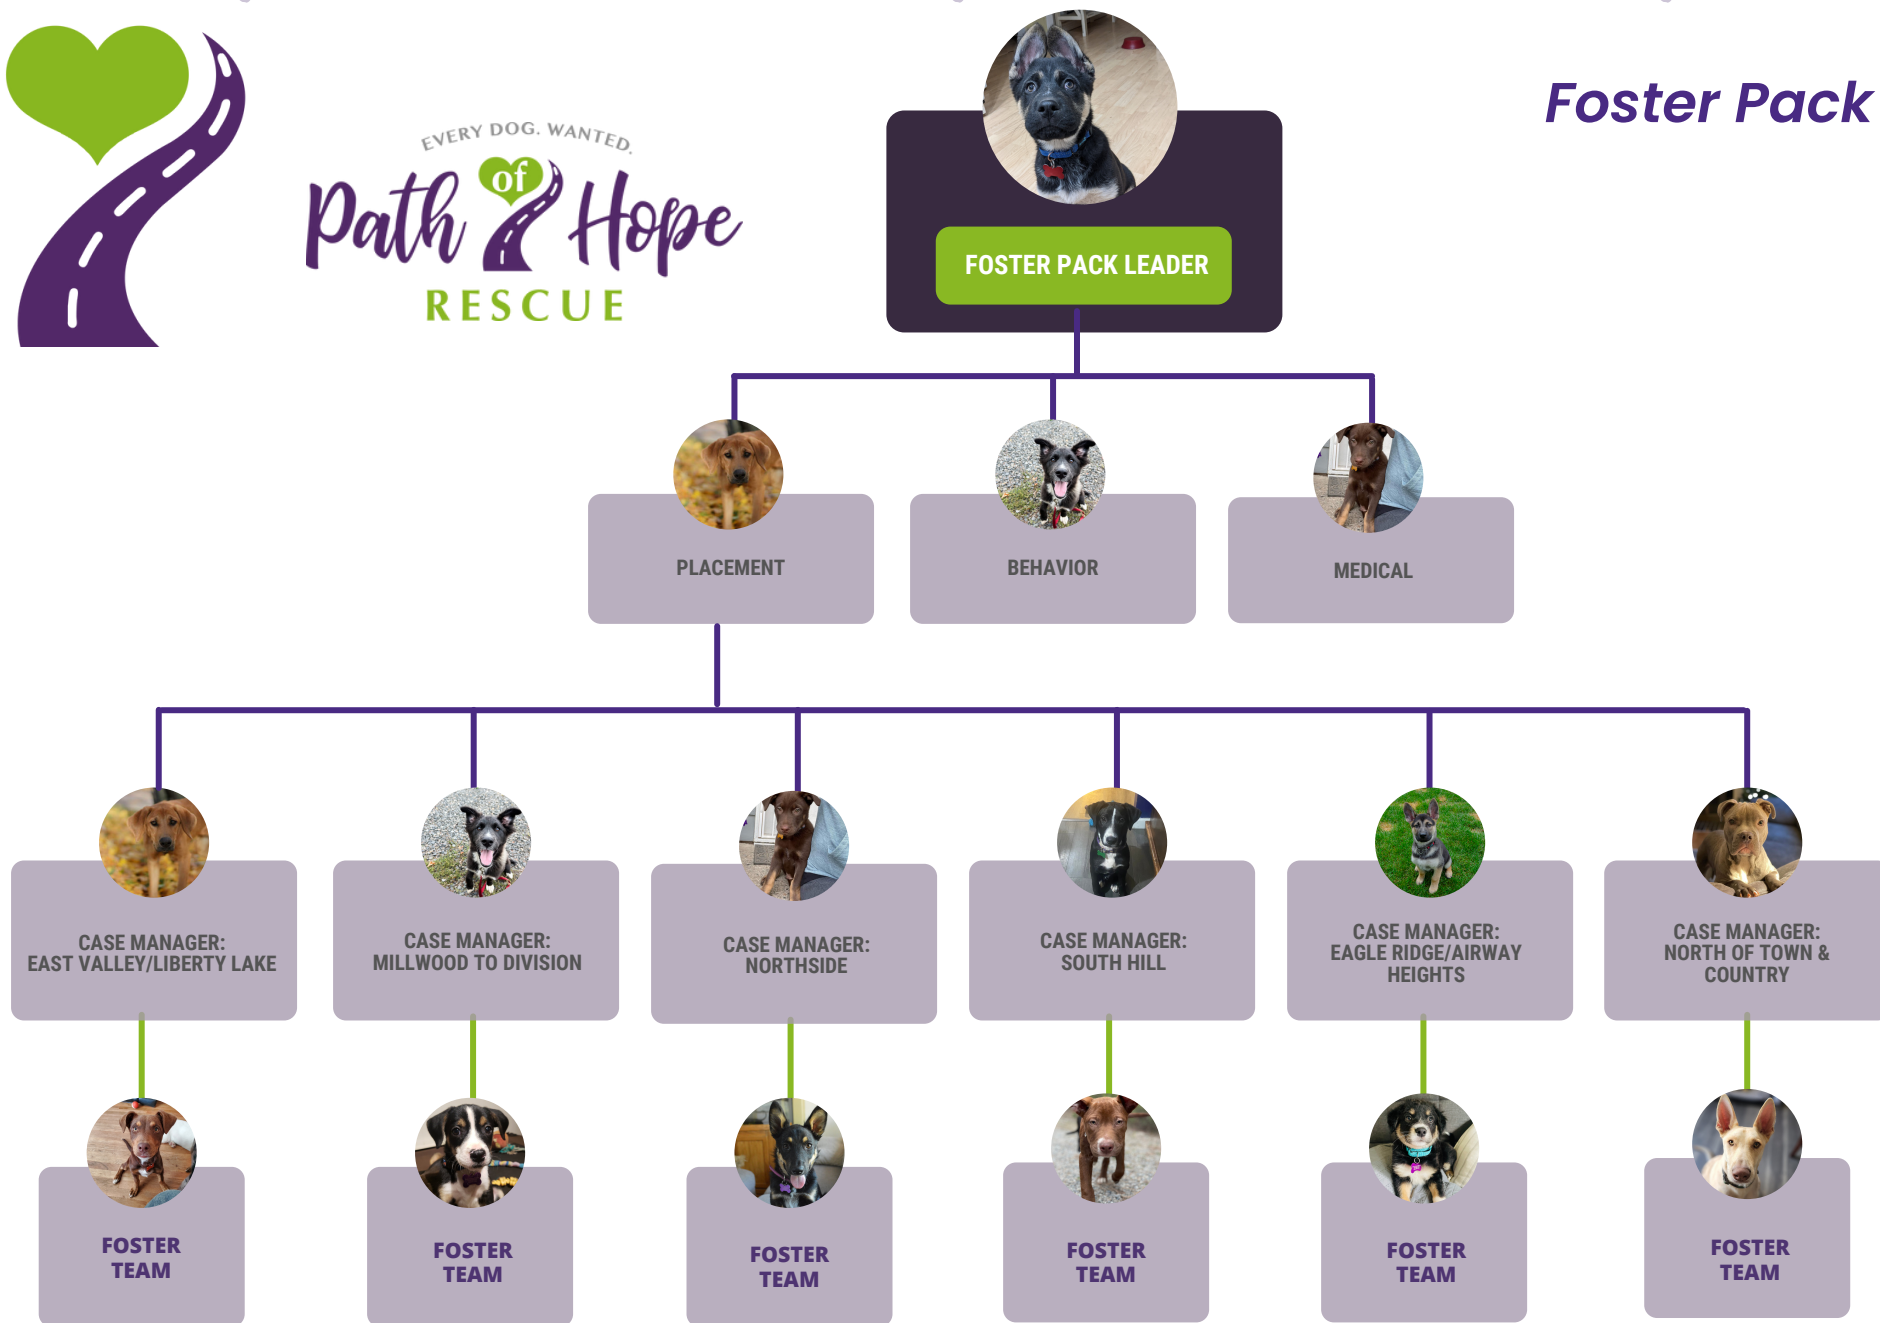 Foster Pack
EVERY DOG. WANTED.
Path of Hope
RESCUE
FOSTER PACK LEADER
PLACEMENT
BEHAVIOR
MEDICAL
CASE MANAGER:
EAST VALLEY/LIBERTY LAKE
CASE MANAGER:
MILLWOOD TO DIVISION
CASE MANAGER:
NORTHSIDE
CASE MANAGER:
SOUTH HILL
CASE MANAGER:
EAGLE RIDGE/AIRWAY
HEIGHTS
CASE MANAGER:
NORTH OF TOWN &
COUNTRY
FOSTER
TEAM
FOSTER
TEAM
FOSTER
TEAM
FOSTER
TEAM
FOSTER
TEAM
FOSTER
TEAM